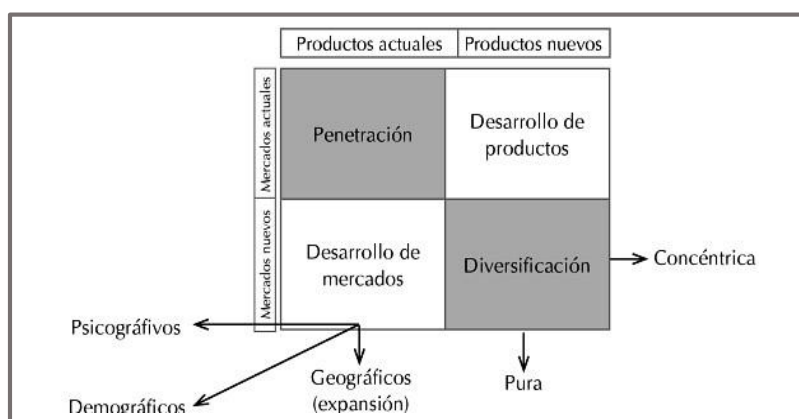 Productos actuales
Productos nuevos
Mercados actuales
Penetración
Desarrollo de
productos
Mercados nuevos
Desarrollo de
mercados
Diversificación
Concéntrica
Psicográfivos
Demográficos
Geográficos
(expansión)
Pura